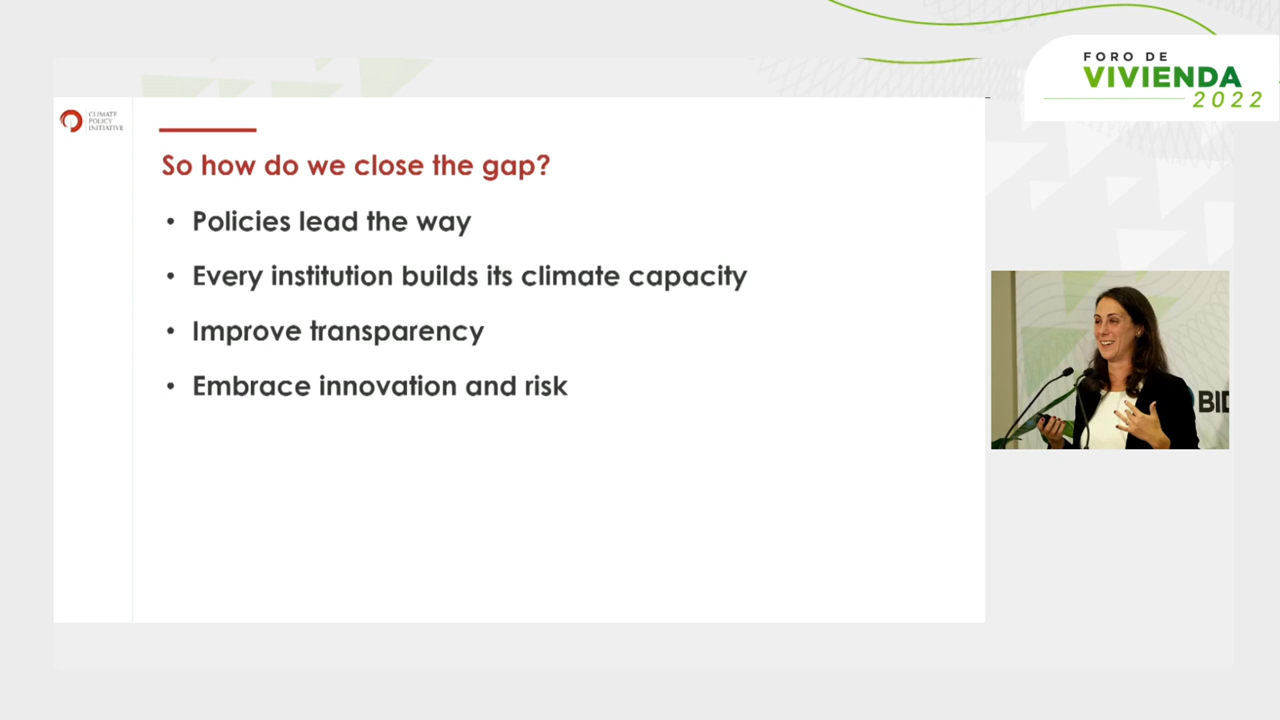 FORO DE
VIVIENDA
2022
CLIMATE
POLICY
INITIATIVE
So how do we close the gap?
• Policies lead the way
• Every institution builds its climate capacity
• Improve transparency
• Embrace innovation and risk
BID